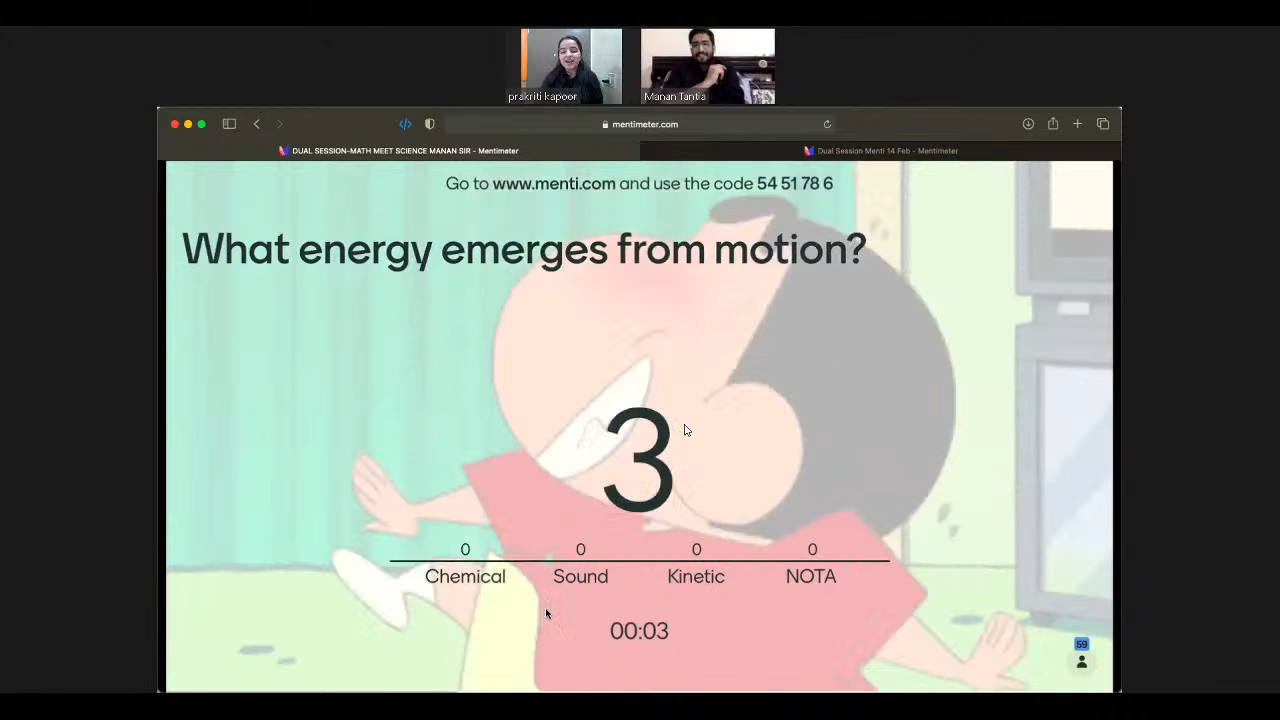 prakriti kapoor
Manan Tantia
mentimeter.com
DUAL SESSION-MATH MEET SCIENCE MANAN SIR - Mentimeter
Dual Session Menti 14 Feb - Mentimeter
Go to www.menti.com and use the code 54 51 78 6
What energy emerges from motion?
3
0 0 0 0
Chemical Sound Kinetic NOTA
00:03
59